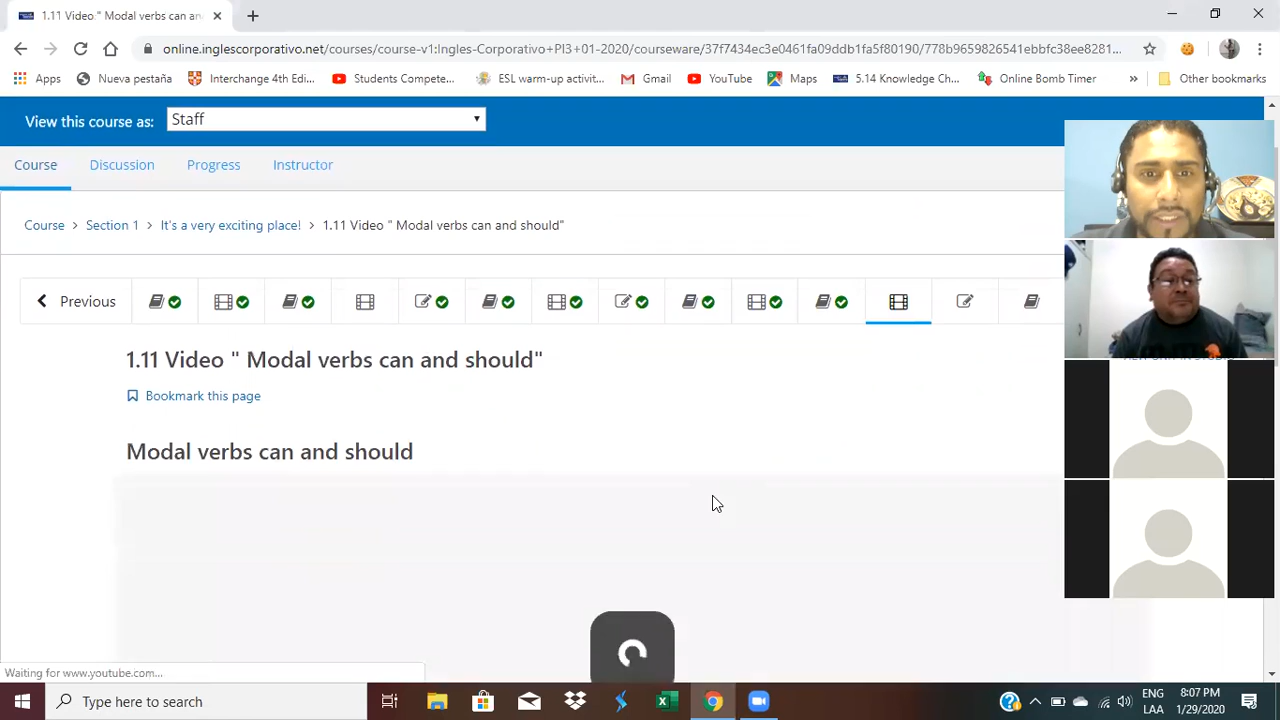 1.11 Video " Modal verbs can an
online.inglescorporativo.net/courses/course-v1:Ingles-Corporativo+PI3+01-2020/courseware/37f7434ec3e0461fa09ddb1fa5f80190/778b9659826541ebbfc38ee8281...
Apps Nueva pestaña Interchange 4th Edi... Students Compete... ESL warm-up activit... Gmail YouTube Maps 5.14 Knowledge Ch... Online Bomb Timer » Other bookmarks
View this course as: Staff
Course Discussion Progress Instructor
Course > Section 1 > It's a very exciting place! > 1.11 Video " Modal verbs can and should"
Previous
1.11 Video " Modal verbs can and should"
Bookmark this page
Modal verbs can and should
Waiting for www.youtube.com...
Type here to search
ENG 8:07 PM
LAA 1/29/2020